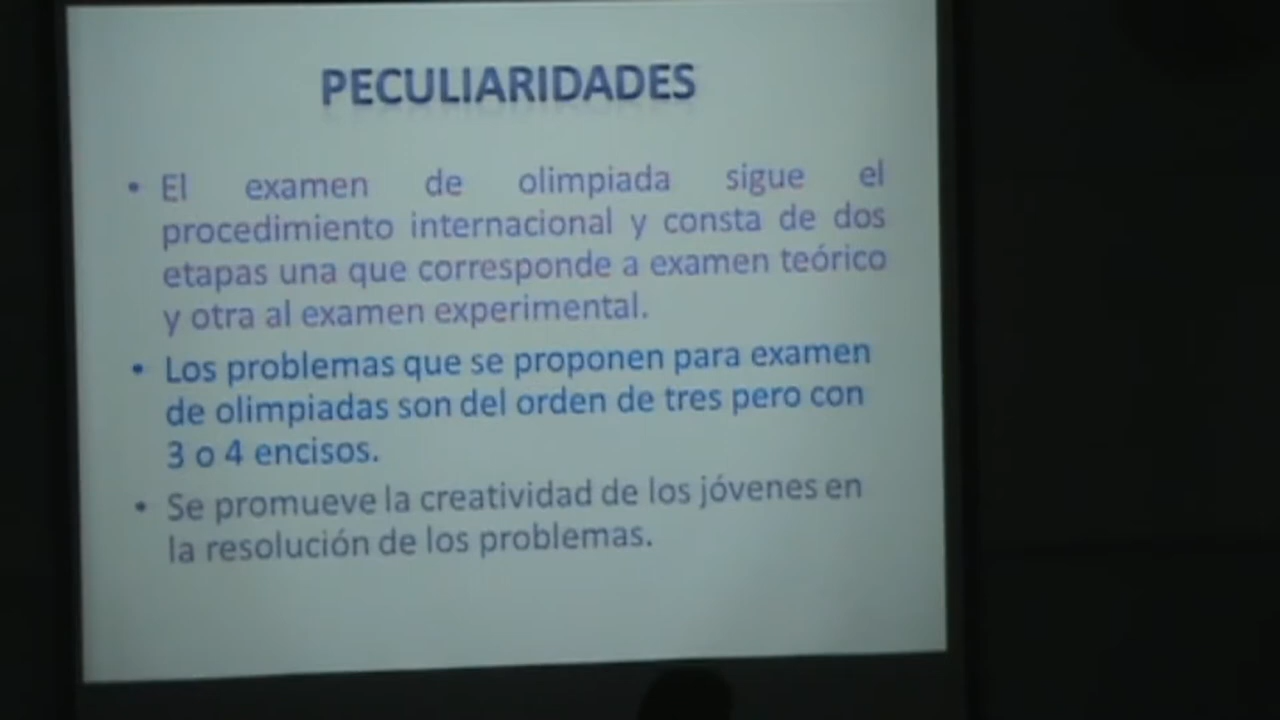 PECULIARIDADES
• El examen de olimpiada sigue el
procedimiento internacional y consta de dos
etapas una que corresponde a examen teórico
y otra al examen experimental.
• Los problemas que se proponen para examen
de olimpiadas son del orden de tres pero con
3 o 4 encisos.
• Se promueve la creatividad de los jóvenes en
la resolución de los problemas.